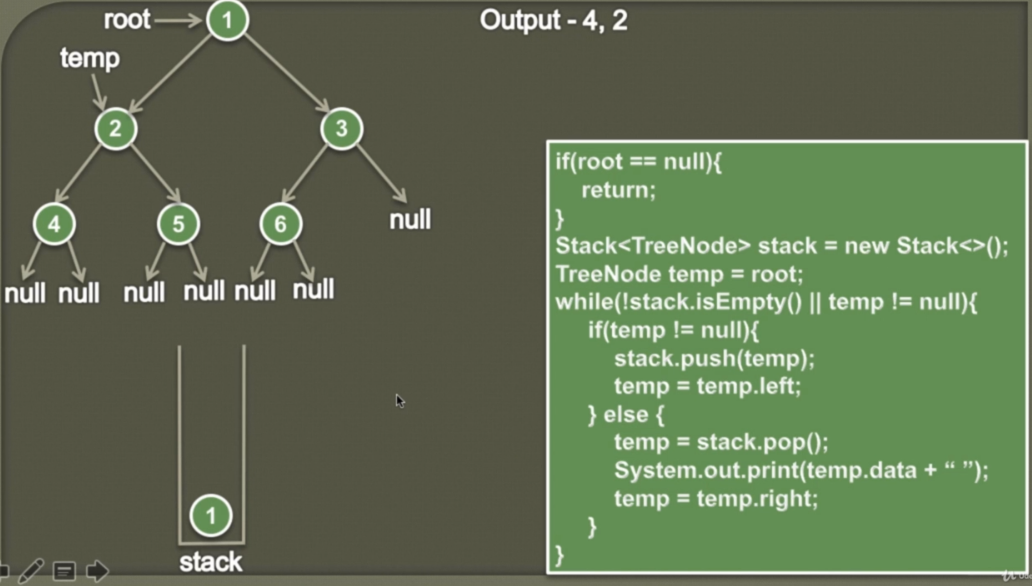 root
1
Output - 4, 2
temp
2
3
4
5
6
null
null null null null null null
if(root == null){
return;
}
Stack<TreeNode> stack = new Stack<>();
TreeNode temp = root;
while(!stack.isEmpty() || temp != null){
if(temp != null){
stack.push(temp);
temp = temp.left;
} else {
temp = stack.pop();
System.out.print(temp.data + “ ”);
temp = temp.right;
}
}
1
stack